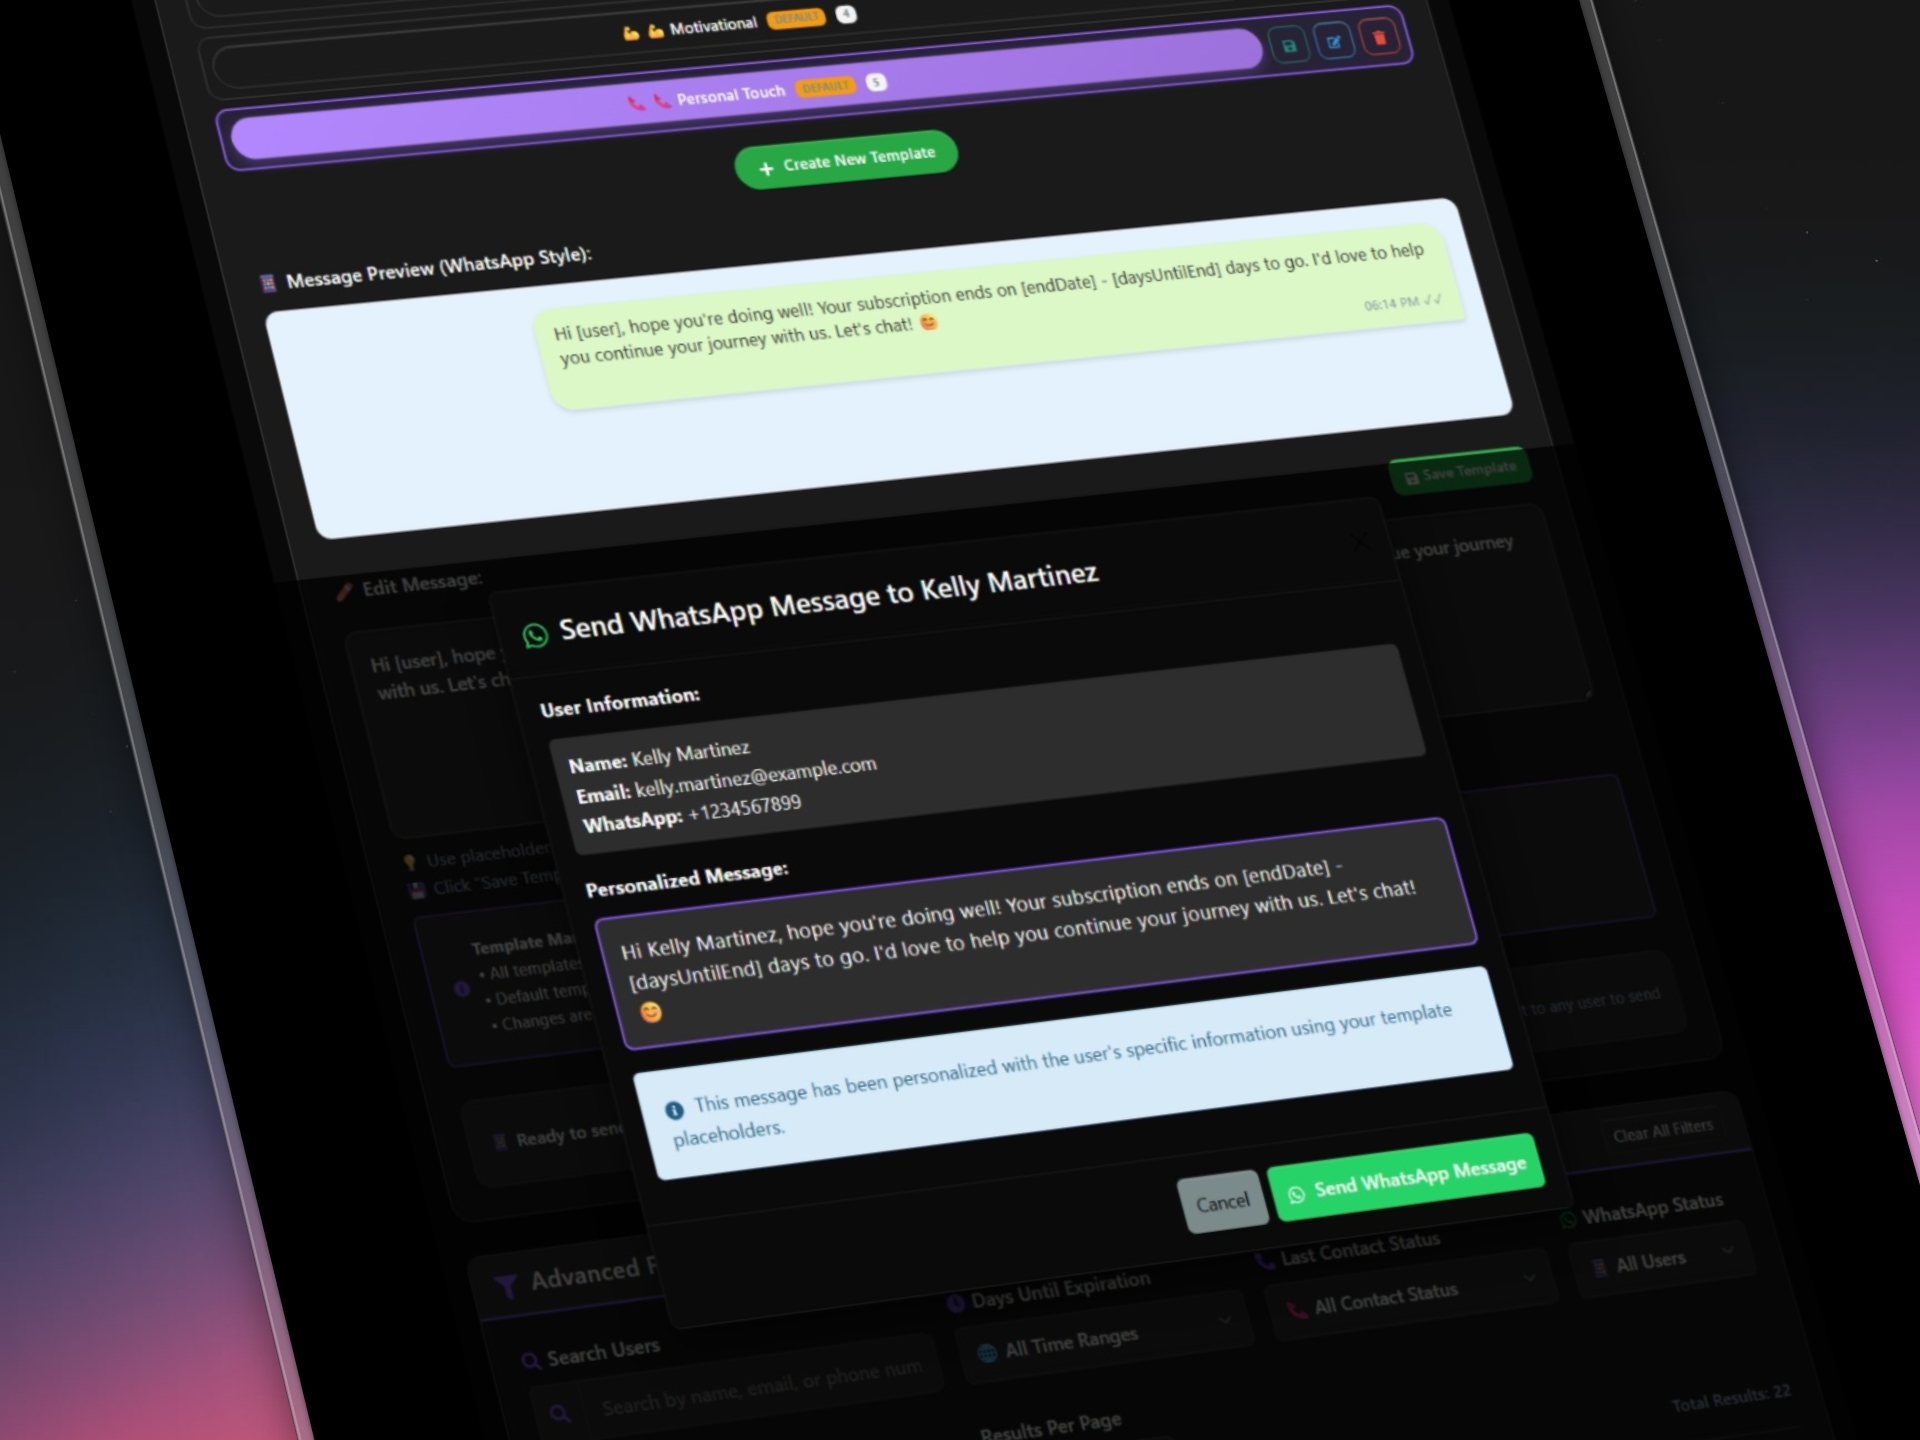 💪 💪 Motivational DEFAULT 4
📞 📞 Personal Touch DEFAULT 5
+ Create New Template
Message Preview (WhatsApp Style):
Hi [user], hope you're doing well! Your subscription ends on [endDate] - [daysUntilEnd] days to go. I'd love to help
you continue your journey with us. Let's chat! 😊
06:14 PM ✓✓
Save Template
Edit Message:
ue your journey
Hi [user], hope
with us. Let's ch
Send WhatsApp Message to Kelly Martinez
User Information:
Name: Kelly Martinez
Email: kelly.martinez@example.com
WhatsApp: +1234567899
Personalized Message:
Hi Kelly Martinez, hope you're doing well! Your subscription ends on [endDate] -
[daysUntilEnd] days to go. I'd love to help you continue your journey with us. Let's chat!
😊
This message has been personalized with the user's specific information using your template
placeholders.
Cancel
Send WhatsApp Message
Use placeholder
Click "Save Temp
Template Ma
• All templates
• Default temp
• Changes are
t to any user to send
Ready to send
Clear All Filters
Advanced F
Search Users
Search by name, email, or phone num
Days Until Expiration
All Time Ranges
Last Contact Status
All Contact Status
WhatsApp Status
All Users
Results Per Page
Total Results: 22